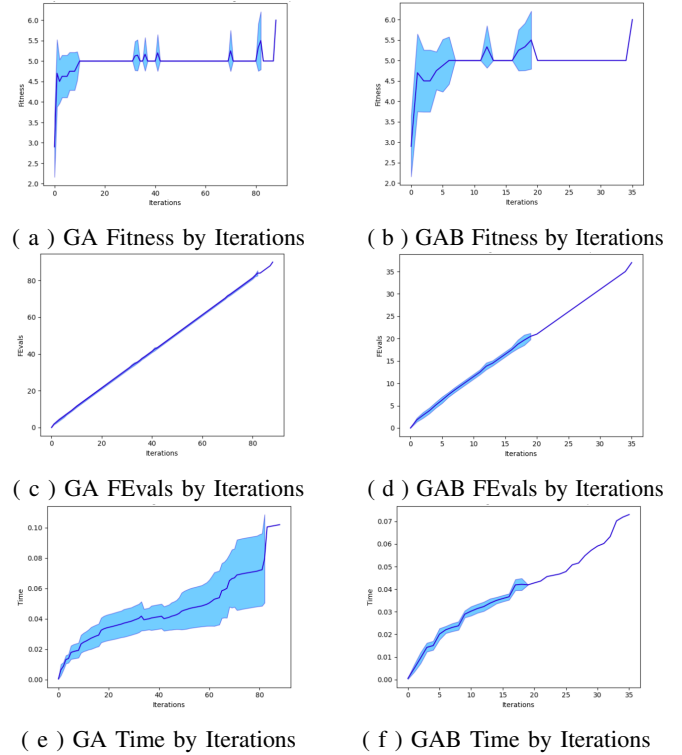 6.0
5.5
5.0
4.5
4.0
3.5
3.0
2.5
2.0
Fitness
0 20 40 60 80
Iterations
( a ) GA Fitness by Iterations
6.0
5.5
5.0
4.5
4.0
3.5
3.0
2.5
2.0
Fitness
0 5 10 15 20 25 30 35
Iterations
( b ) GAB Fitness by Iterations
80
60
40
20
0
FEvals
0 20 40 60 80
Iterations
( c ) GA FEvals by Iterations
35
30
25
20
15
10
5
0
FEvals
0 5 10 15 20 25 30 35
Iterations
( d ) GAB FEvals by Iterations
0.10
0.08
0.06
0.04
0.02
0.00
Time
0 20 40 60 80
Iterations
( e ) GA Time by Iterations
0.07
0.06
0.05
0.04
0.03
0.02
0.01
0.00
Time
0 5 10 15 20 25 30 35
Iterations
( f ) GAB Time by Iterations